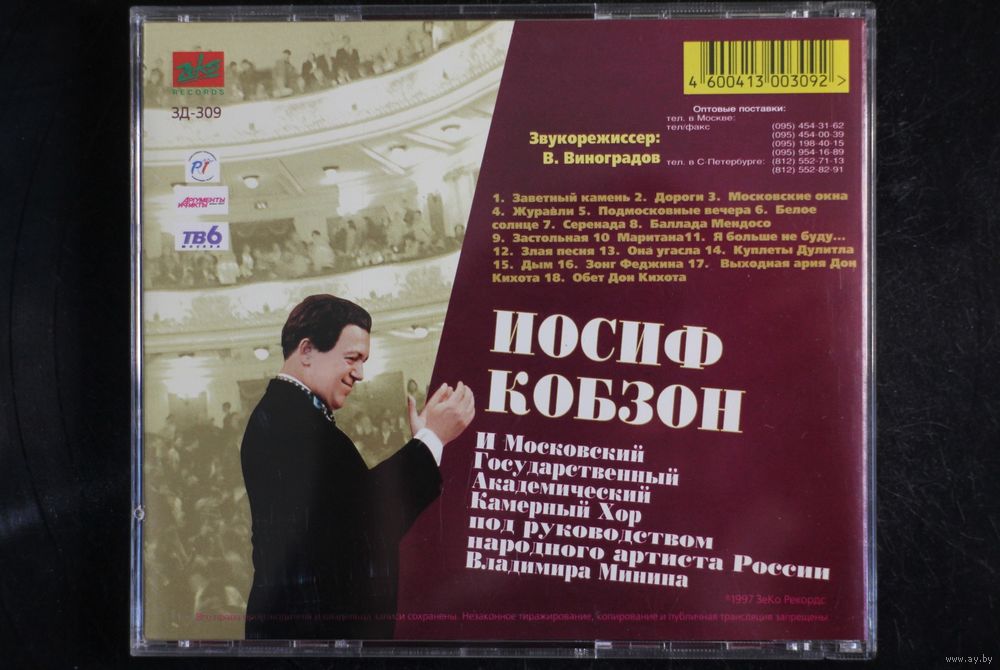 ZeKo
RECORDS
ЗД-309
АРГУМЕНТЫ
И ФАКТЫ
ТВ6
МОСКВА
4 600413 003092 >
Оптовые поставки:
тел. в Москве: (095) 454-31-62
тел/факс (095) 454-00-39
(095) 198-40-15
(095) 954-16-89
тел. в С-Петербурге: (812) 552-71-13
(812) 552-82-91
Звукорежиссер:
В. Виноградов
1. Заветный камень 2. Дороги 3. Московские окна
4. Журавли 5. Подмосковные вечера 6. Белое
солнце 7. Серенада 8. Баллада Мендосо
9. Застольная 10 Маритана11. Я больше не буду...
12. Злая песня 13. Она угасла 14. Куплеты Дулитла
15. Дым 16. Зонг Феджина 17. Выходная ария Дон
Кихота 18. Обет Дон Кихота
ИОСИФ
КОБЗОН
И Московский
Государственный
Академический
Камерный Хор
под руководством
народного артиста России
Владимира Минина
©1997 ЗеКо Рекордс
Все права производителя и владельца записи сохранены. Незаконное тиражирование, копирование и публичная трансляция запрещены
www.ay.by